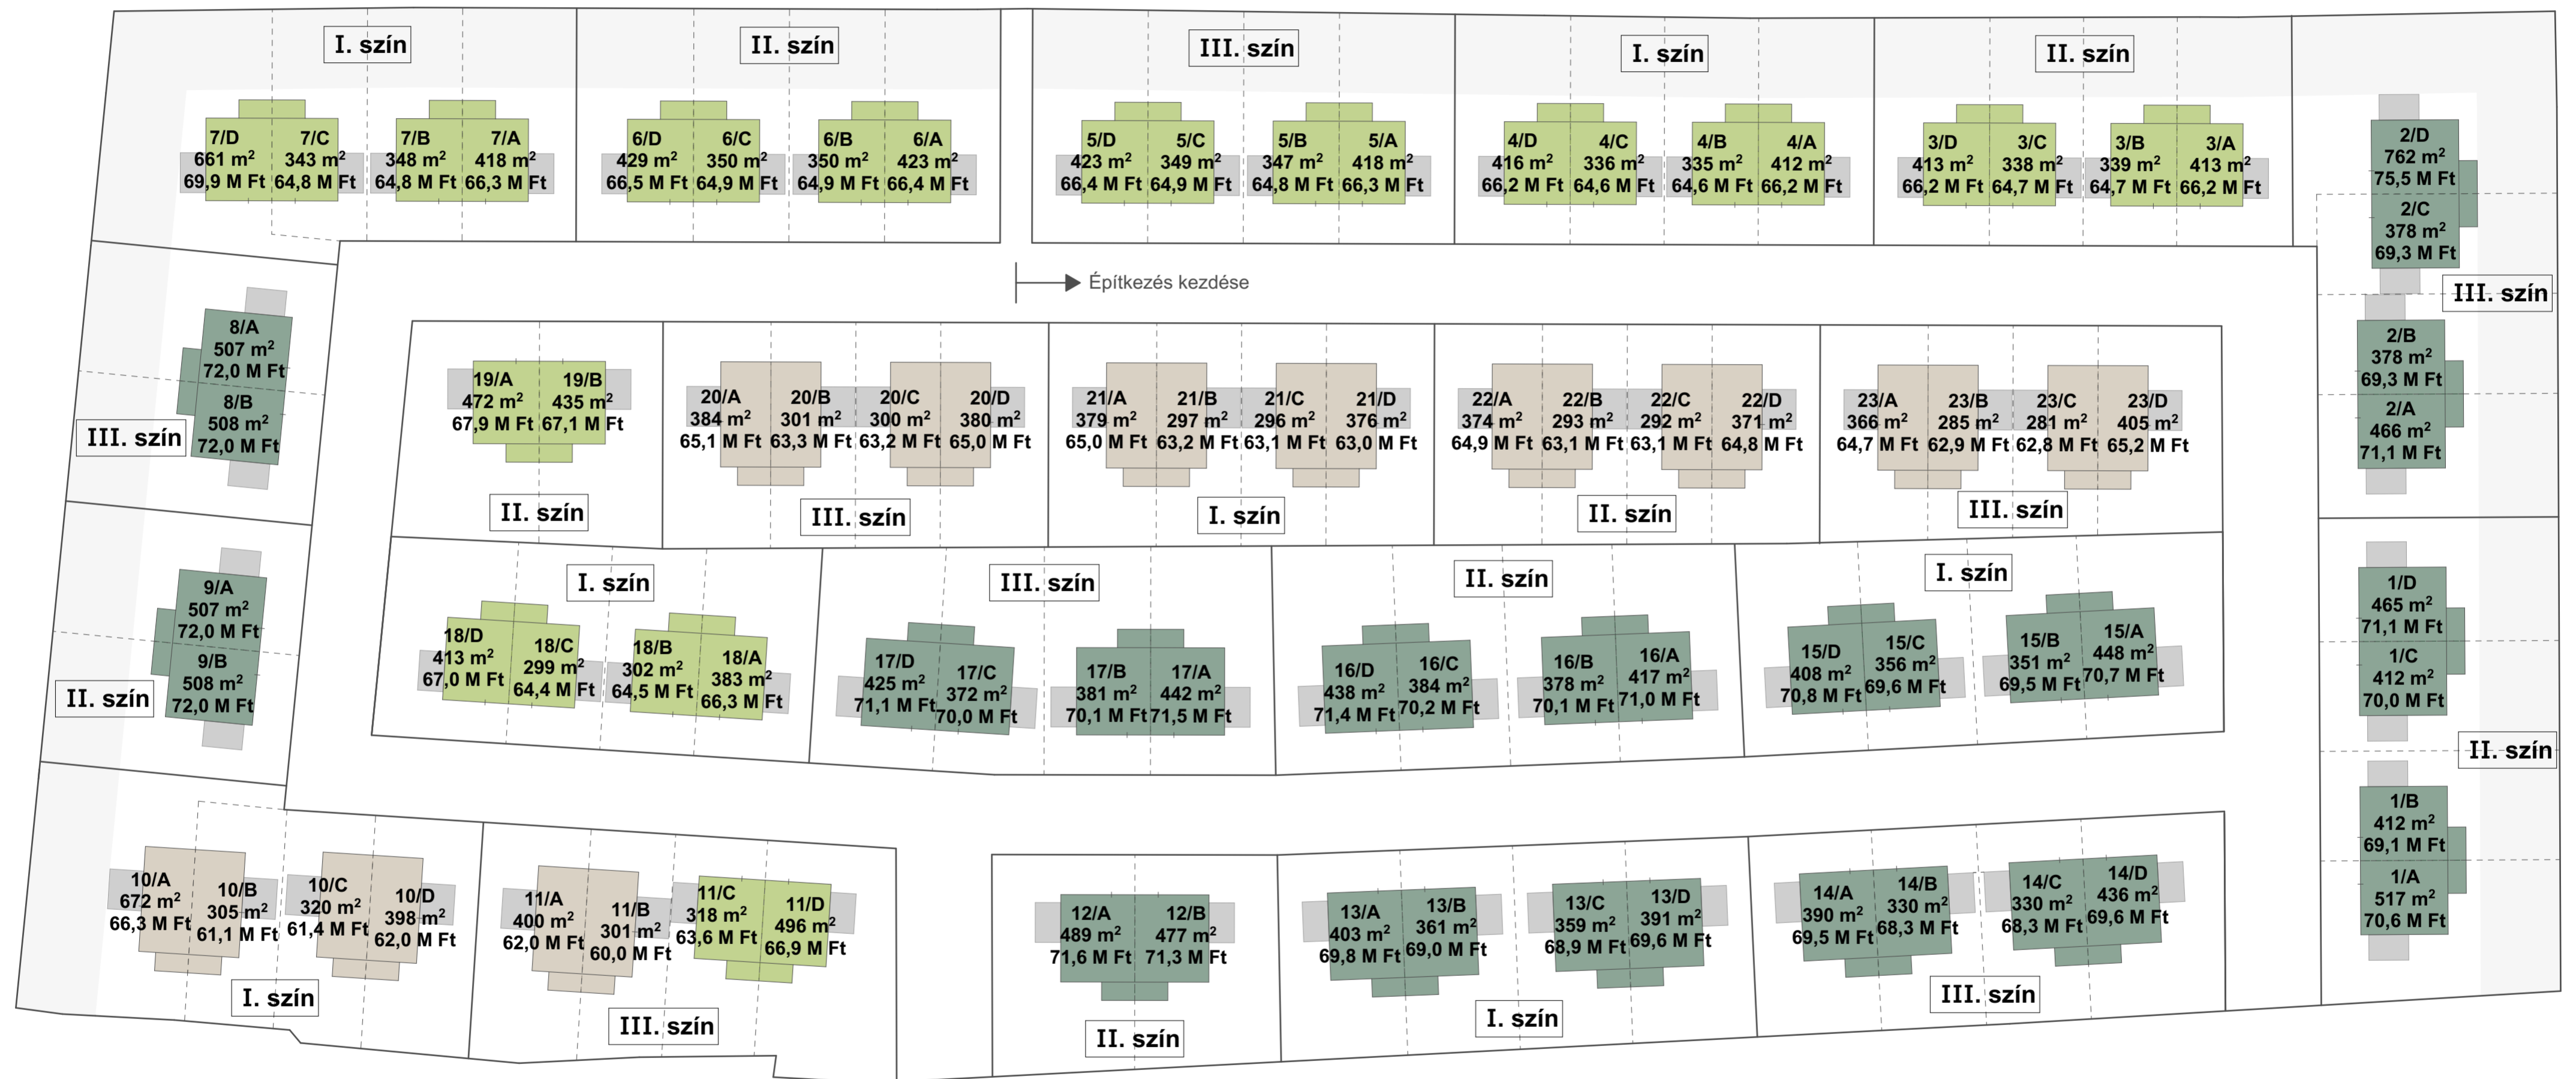 I. szín
II. szín
III. szín
I. szín
II. szín
7/D
661 m²
69,9 M Ft
7/C
343 m²
64,8 M Ft
7/B
348 m²
64,8 M Ft
7/A
418 m²
66,3 M Ft
6/D
429 m²
66,5 M Ft
6/C
350 m²
64,9 M Ft
6/B
350 m²
64,9 M Ft
6/A
423 m²
66,4 M Ft
5/D
423 m²
66,4 M Ft
5/C
349 m²
64,9 M Ft
5/B
347 m²
64,8 M Ft
5/A
418 m²
66,3 M Ft
4/D
416 m²
66,2 M Ft
4/C
336 m²
64,6 M Ft
4/B
335 m²
64,6 M Ft
4/A
412 m²
66,2 M Ft
3/D
413 m²
66,2 M Ft
3/C
338 m²
64,7 M Ft
3/B
339 m²
64,7 M Ft
3/A
413 m²
66,2 M Ft
2/D
762 m²
75,5 M Ft
2/C
378 m²
69,3 M Ft
III. szín
2/B
378 m²
69,3 M Ft
2/A
466 m²
71,1 M Ft
Építkezés kezdése
8/A
507 m²
72,0 M Ft
8/B
508 m²
72,0 M Ft
III. szín
19/A
472 m²
67,9 M Ft
19/B
435 m²
67,1 M Ft
II. szín
20/A
384 m²
65,1 M Ft
20/B
301 m²
63,3 M Ft
20/C
300 m²
63,2 M Ft
20/D
380 m²
65,0 M Ft
III. szín
21/A
379 m²
65,0 M Ft
21/B
297 m²
63,2 M Ft
21/C
296 m²
63,1 M Ft
21/D
376 m²
63,0 M Ft
I. szín
22/A
374 m²
64,9 M Ft
22/B
293 m²
63,1 M Ft
22/C
292 m²
63,1 M Ft
22/D
371 m²
64,8 M Ft
II. szín
23/A
366 m²
64,7 M Ft
23/B
285 m²
62,9 M Ft
23/C
281 m²
62,8 M Ft
23/D
405 m²
65,2 M Ft
III. szín
9/A
507 m²
72,0 M Ft
9/B
508 m²
72,0 M Ft
II. szín
I. szín
18/D
413 m²
67,0 M Ft
18/C
299 m²
64,4 M Ft
18/B
302 m²
64,5 M Ft
18/A
383 m²
66,3 M Ft
III. szín
17/D
425 m²
71,1 M Ft
17/C
372 m²
70,0 M Ft
17/B
381 m²
70,1 M Ft
17/A
442 m²
71,5 M Ft
II. szín
16/D
438 m²
71,4 M Ft
16/C
384 m²
70,2 M Ft
16/B
378 m²
70,1 M Ft
16/A
417 m²
71,0 M Ft
I. szín
15/D
408 m²
70,8 M Ft
15/C
356 m²
69,6 M Ft
15/B
351 m²
69,5 M Ft
15/A
448 m²
70,7 M Ft
1/D
465 m²
71,1 M Ft
1/C
412 m²
70,0 M Ft
II. szín
1/B
412 m²
69,1 M Ft
1/A
517 m²
70,6 M Ft
10/A
672 m²
66,3 M Ft
10/B
305 m²
61,1 M Ft
10/C
320 m²
61,4 M Ft
10/D
398 m²
62,0 M Ft
I. szín
11/A
400 m²
62,0 M Ft
11/B
301 m²
60,0 M Ft
11/C
318 m²
63,6 M Ft
11/D
496 m²
66,9 M Ft
III. szín
12/A
489 m²
71,6 M Ft
12/B
477 m²
71,3 M Ft
II. szín
13/A
403 m²
69,8 M Ft
13/B
361 m²
69,0 M Ft
13/C
359 m²
68,9 M Ft
13/D
391 m²
69,6 M Ft
I. szín
14/A
390 m²
69,5 M Ft
14/B
330 m²
68,3 M Ft
14/C
330 m²
68,3 M Ft
14/D
436 m²
69,6 M Ft
III. szín